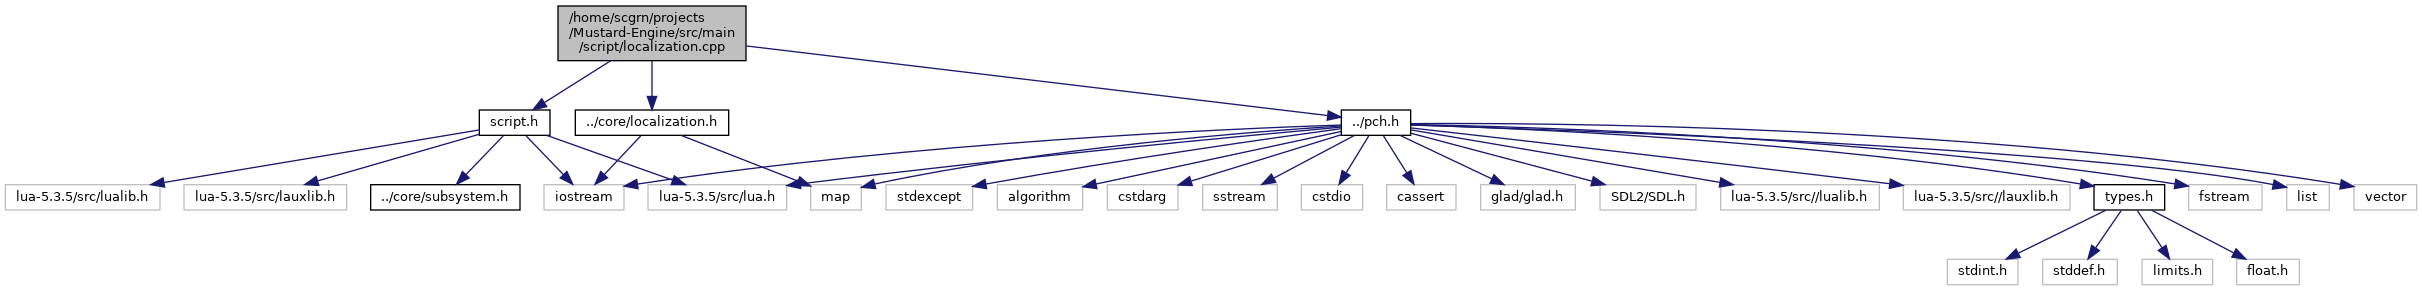 /home/scgrn/projects
/Mustard-Engine/src/main
/script/localization.cpp
script.h
../core/localization.h
../pch.h
lua-5.3.5/src/lualib.h
lua-5.3.5/src/lauxlib.h
../core/subsystem.h
iostream
lua-5.3.5/src/lua.h
map
stdexcept
algorithm
cstdarg
sstream
cstdio
cassert
glad/glad.h
SDL2/SDL.h
lua-5.3.5/src//lualib.h
lua-5.3.5/src//lauxlib.h
types.h
fstream
list
vector
stdint.h
stddef.h
limits.h
float.h